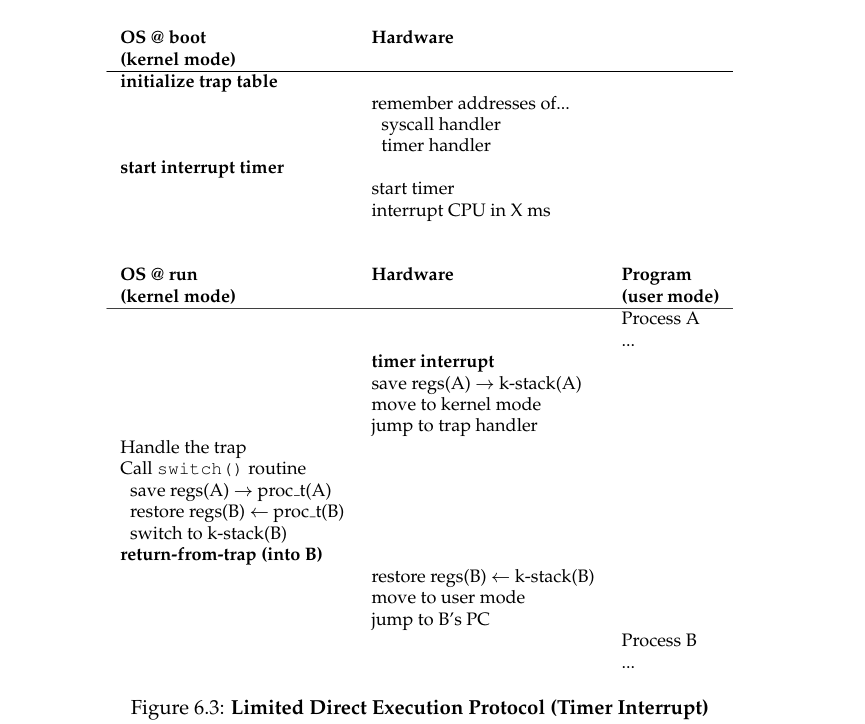 OS @ boot Hardware
(kernel mode)
initialize trap table
remember addresses of...
syscall handler
timer handler
start interrupt timer
start timer
interrupt CPU in X ms
OS @ run Hardware Program
(kernel mode) (user mode)
Process A
...
timer interrupt
save regs(A) → k-stack(A)
move to kernel mode
jump to trap handler
Handle the trap
Call switch() routine
save regs(A) → proc_t(A)
restore regs(B) ← proc_t(B)
switch to k-stack(B)
return-from-trap (into B)
restore regs(B) ← k-stack(B)
move to user mode
jump to B’s PC
Process B
...
Figure 6.3: Limited Direct Execution Protocol (Timer Interrupt)